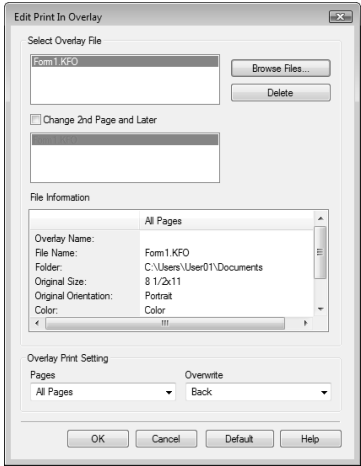 Edit Print In Overlay
Select Overlay File
Form1.KFO
Browse Files...
Delete
Change 2nd Page and Later
File Information
All Pages
Overlay Name:
File Name: Form1.KFO
Folder: C:\Users\User01\Documents
Original Size: 8 1/2x11
Original Orientation: Portrait
Color: Color
Overlay Print Setting
Pages Overwrite
All Pages Back
OK Cancel Default Help